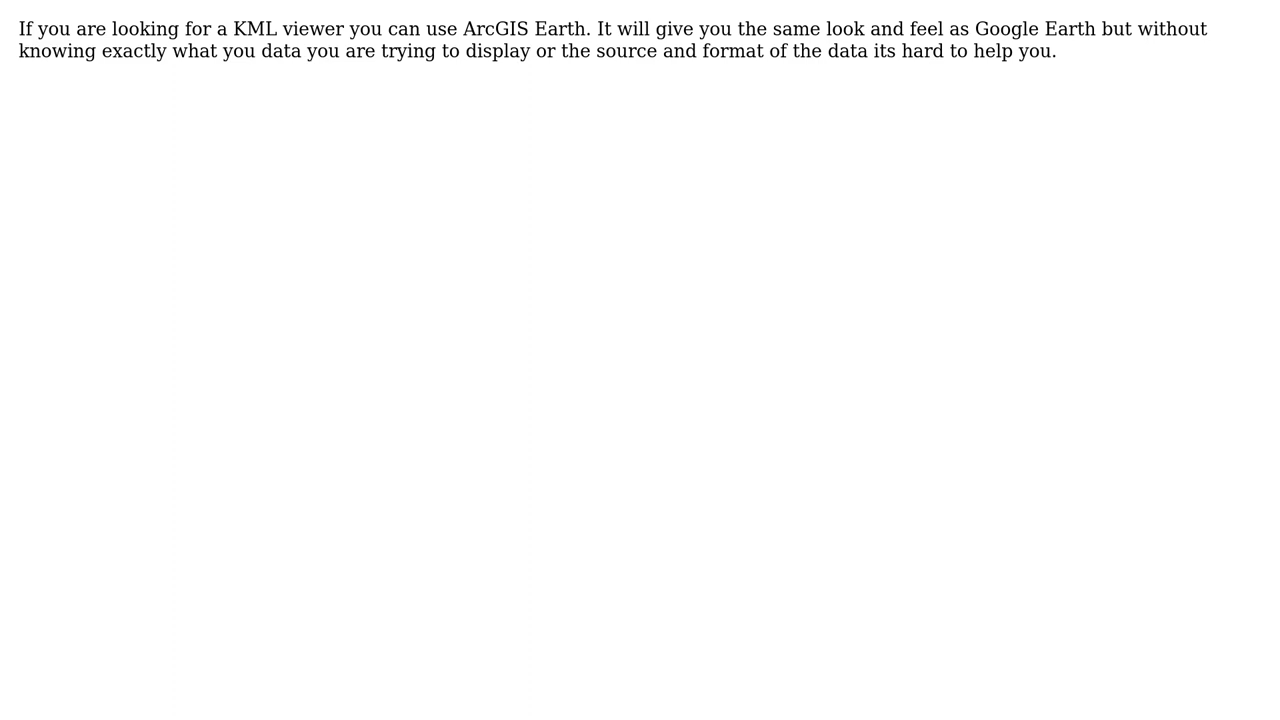 If you are looking for a KML viewer you can use ArcGIS Earth. It will give you the same look and feel as Google Earth but without
knowing exactly what you data you are trying to display or the source and format of the data its hard to help you.